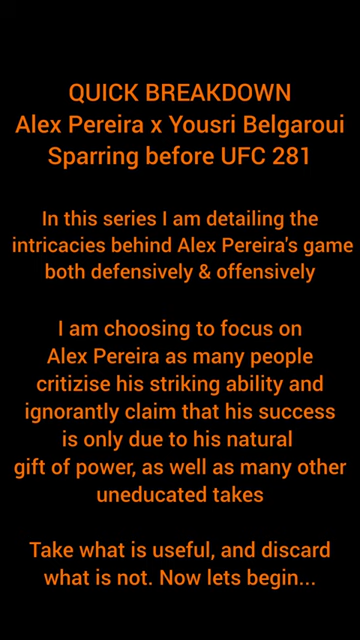 QUICK BREAKDOWN
Alex Pereira x Yousri Belgaroui
Sparring before UFC 281
In this series I am detailing the
intricacies behind Alex Pereira's game
both defensively & offensively
I am choosing to focus on
Alex Pereira as many people
critizise his striking ability and
ignorantly claim that his success
is only due to his natural
gift of power, as well as many other
uneducated takes
Take what is useful, and discard
what is not. Now lets begin...